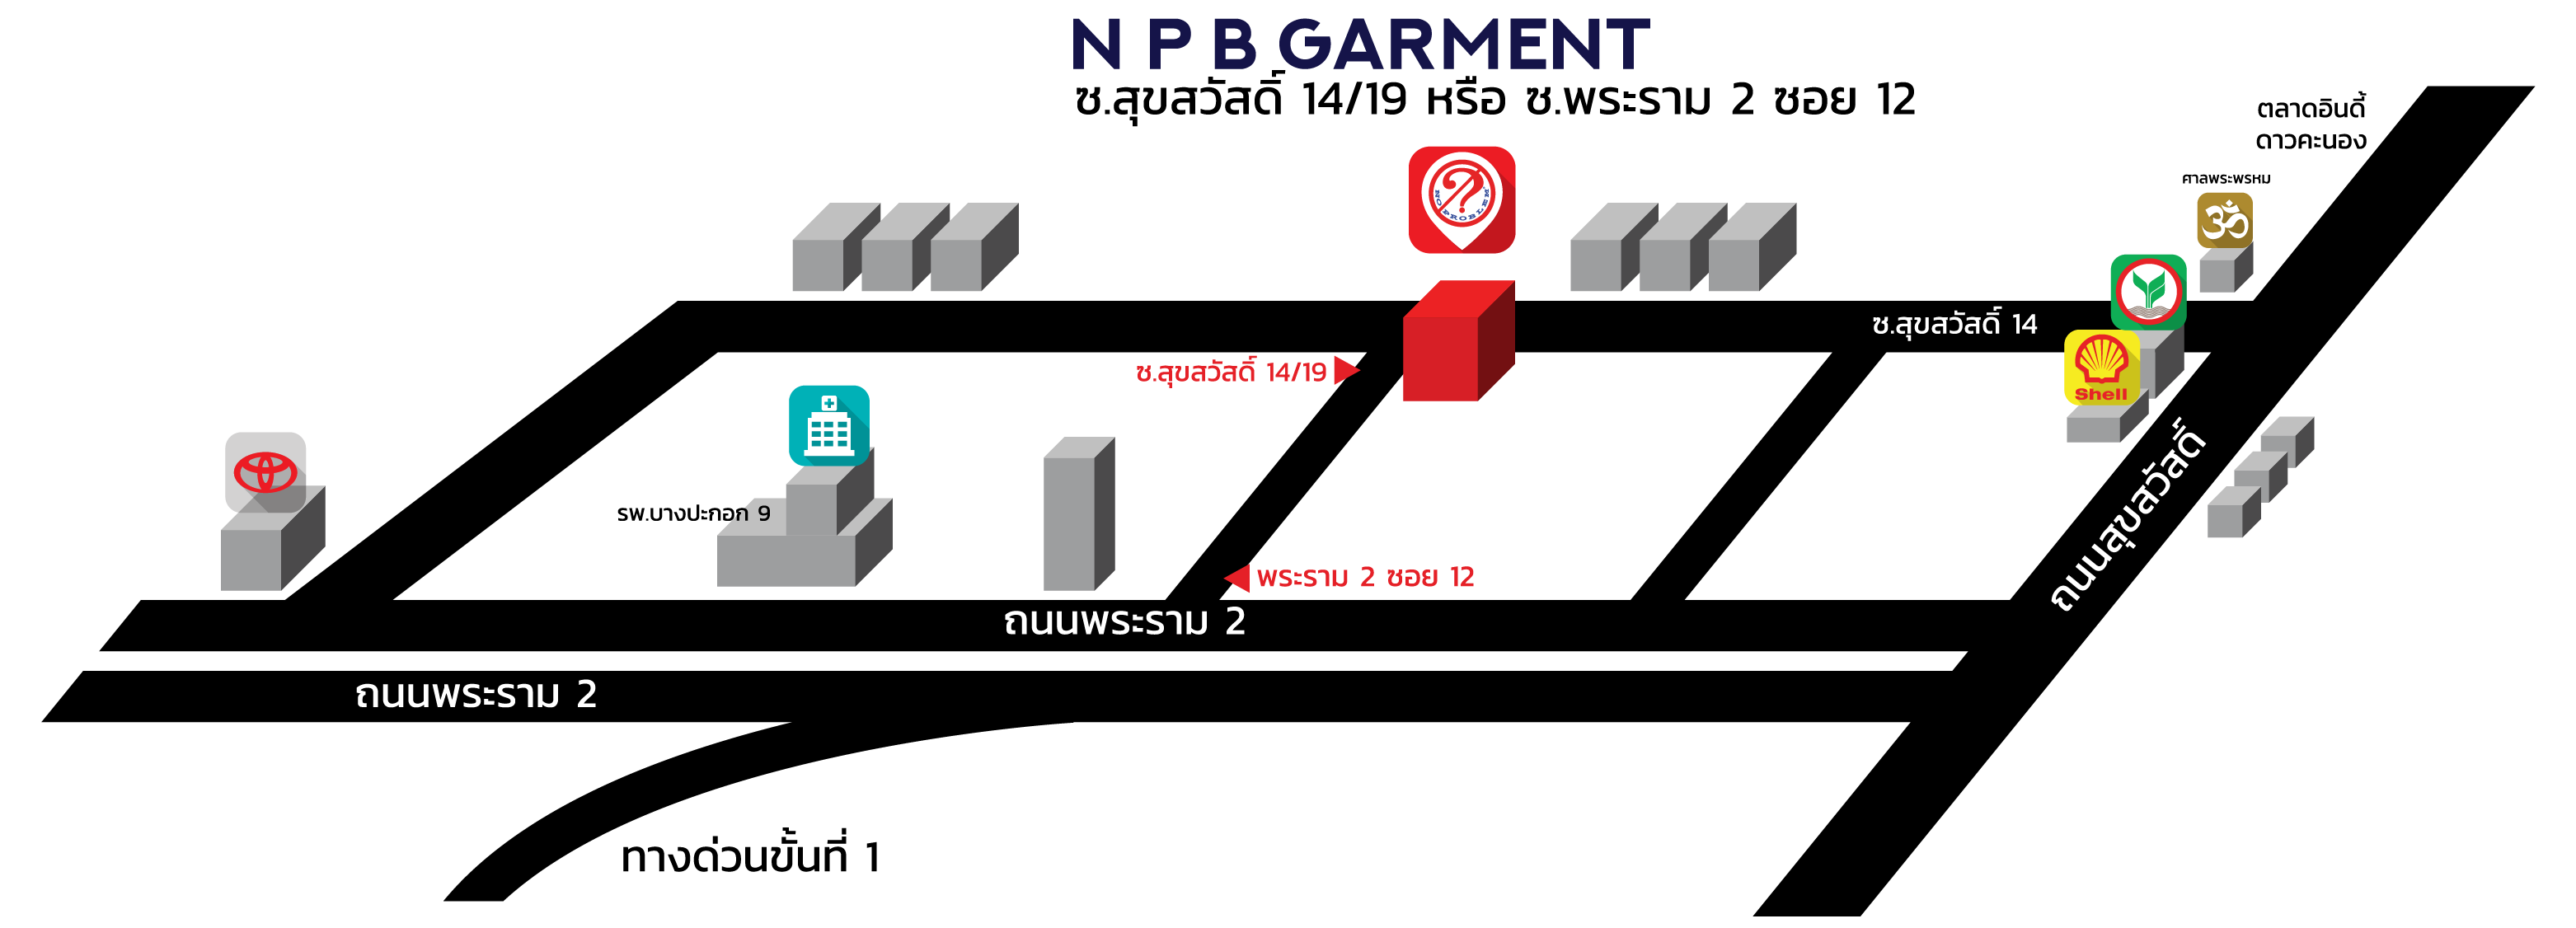 N P B GARMENT
ซ.สุขสวัสดิ์ 14/19 หรือ ซ.พระราม 2 ซอย 12
ตลาดอินดี้
ดาวคะนอง
ศาลพระพรหม
NO PROBLEM
ซ.สุขสวัสดิ์ 14
ซ.สุขสวัสดิ์ 14/19
Shell
รพ.บางปะกอก 9
ถนนสุขสวัสดิ์
พระราม 2 ซอย 12
ถนนพระราม 2
ถนนพระราม 2
ทางด่วนขั้นที่ 1